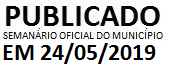 PUBLICADO
SEMANÁRIO OFICIAL DO MUNICÍPIO
EM 24/05/2019